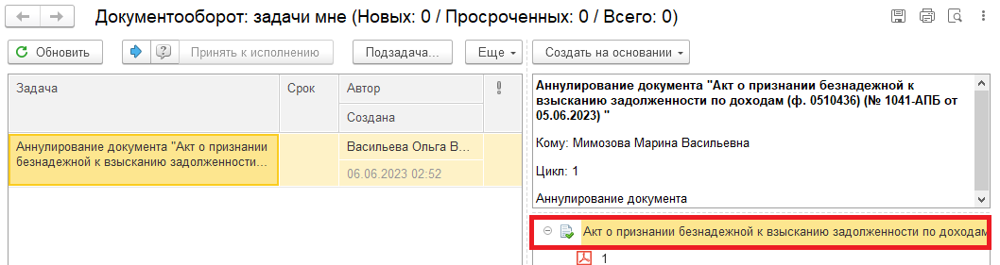 Документооборот: задачи мне (Новых: 0 / Просроченных: 0 / Всего: 0)
Обновить
Принять к исполнению
Подзадача...
Еще
Создать на основании
Задача
Срок
Автор
Создана
Аннулирование документа "Акт о признании
безнадежной к взысканию задолженности...
Васильева Ольга В...
06.06.2023 02:52
Аннулирование документа "Акт о признании безнадежной к
взысканию задолженности по доходам (ф. 0510436) (№ 1041-АПБ от
05.06.2023) "
Кому: Мимозова Марина Васильевна
Цикл: 1
Аннулирование документа
Акт о признании безнадежной к взысканию задолженности по доходам
1